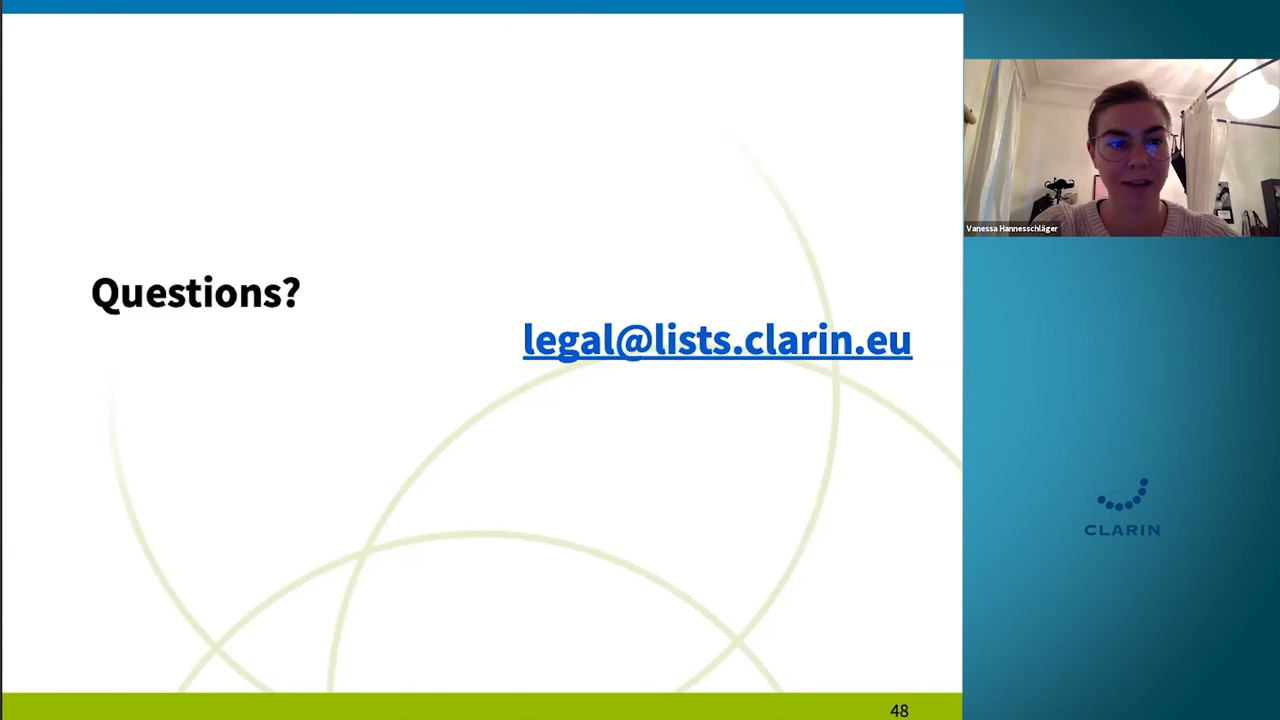 Questions?
legal@lists.clarin.eu
48
Vanessa Hannesschläger
CLARIN